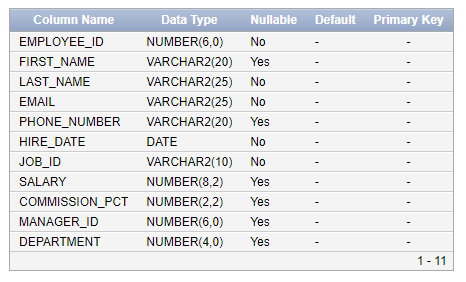 Column Name Data Type Nullable Default Primary Key
EMPLOYEE_ID NUMBER(6,0) No - -
FIRST_NAME VARCHAR2(20) Yes - -
LAST_NAME VARCHAR2(25) No - -
EMAIL VARCHAR2(25) No - -
PHONE_NUMBER VARCHAR2(20) Yes - -
HIRE_DATE DATE No - -
JOB_ID VARCHAR2(10) No - -
SALARY NUMBER(8,2) Yes - -
COMMISSION_PCT NUMBER(2,2) Yes - -
MANAGER_ID NUMBER(6,0) Yes - -
DEPARTMENT NUMBER(4,0) Yes - -
1 - 11